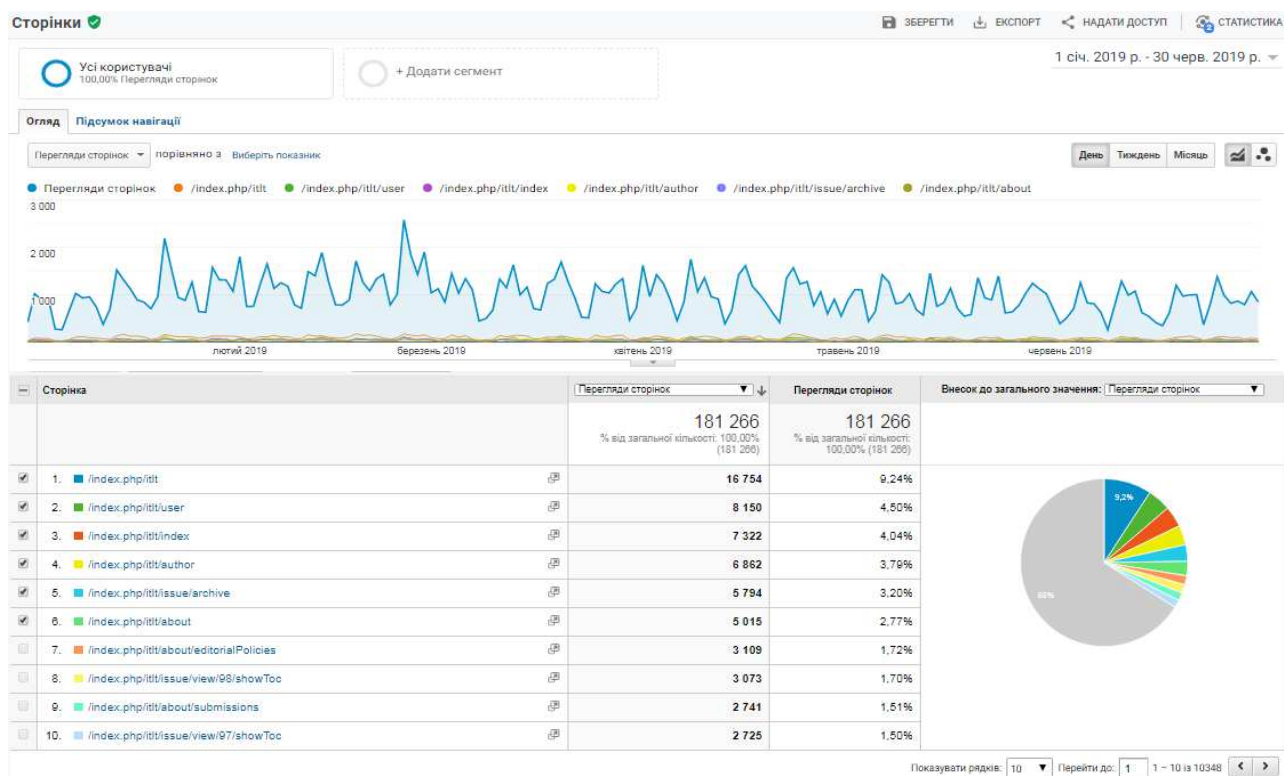 Сторінки
ЗБЕРЕГТИ ЕКСПОРТ НАДАТИ ДОСТУП 2 СТАТИСТИКА
1 січ. 2019 р. - 30 черв. 2019 р.
Усі користувачі
100,00% Перегляди сторінок
+ Додати сегмент
Огляд Підсумок навігації
Перегляди сторінок порівняно з Виберіть показник
День Тиждень Місяць
Перегляди сторінок /index.php/itlt /index.php/itlt/user /index.php/itlt/index /index.php/itlt/author /index.php/itlt/issue/archive /index.php/itlt/about
3 000
2 000
1 000
лютий 2019 березень 2019 квітень 2019 травень 2019 червень 2019
Сторінка Перегляди сторінок Перегляди сторінок Внесок до загального значення: Перегляди сторінок
181 266 181 266
% від загальної кількості: 100,00% % від загальної кількості:
(181 266) 100,00% (181 266)
1. /index.php/itlt 16 754 9,24%
2. /index.php/itlt/user 8 150 4,50%
3. /index.php/itlt/index 7 322 4,04%
4. /index.php/itlt/author 6 862 3,79%
5. /index.php/itlt/issue/archive 5 794 3,20%
6. /index.php/itlt/about 5 015 2,77%
7. /index.php/itlt/about/editorialPolicies 3 109 1,72%
8. /index.php/itlt/issue/view/98/showToc 3 073 1,70%
9. /index.php/itlt/about/submissions 2 741 1,51%
10. /index.php/itlt/issue/view/97/showToc 2 725 1,50%
9,2%
66%
Показувати рядків: 10 Перейти до: 1 1 – 10 із 10348